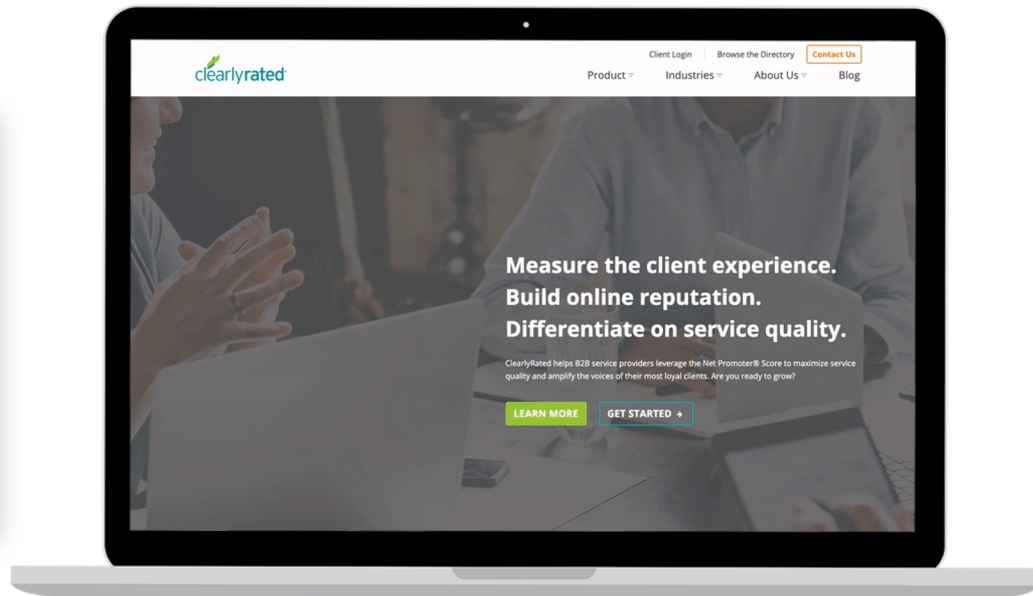 Client Login
Browse the Directory
Contact Us
clearlyrated®
Product
Industries
About Us
Blog
Measure the client experience.
Build online reputation.
Differentiate on service quality.
ClearlyRated helps B2B service providers leverage the Net Promoter® Score to maximize service
quality and amplify the voices of their most loyal clients. Are you ready to grow?
LEARN MORE
GET STARTED →